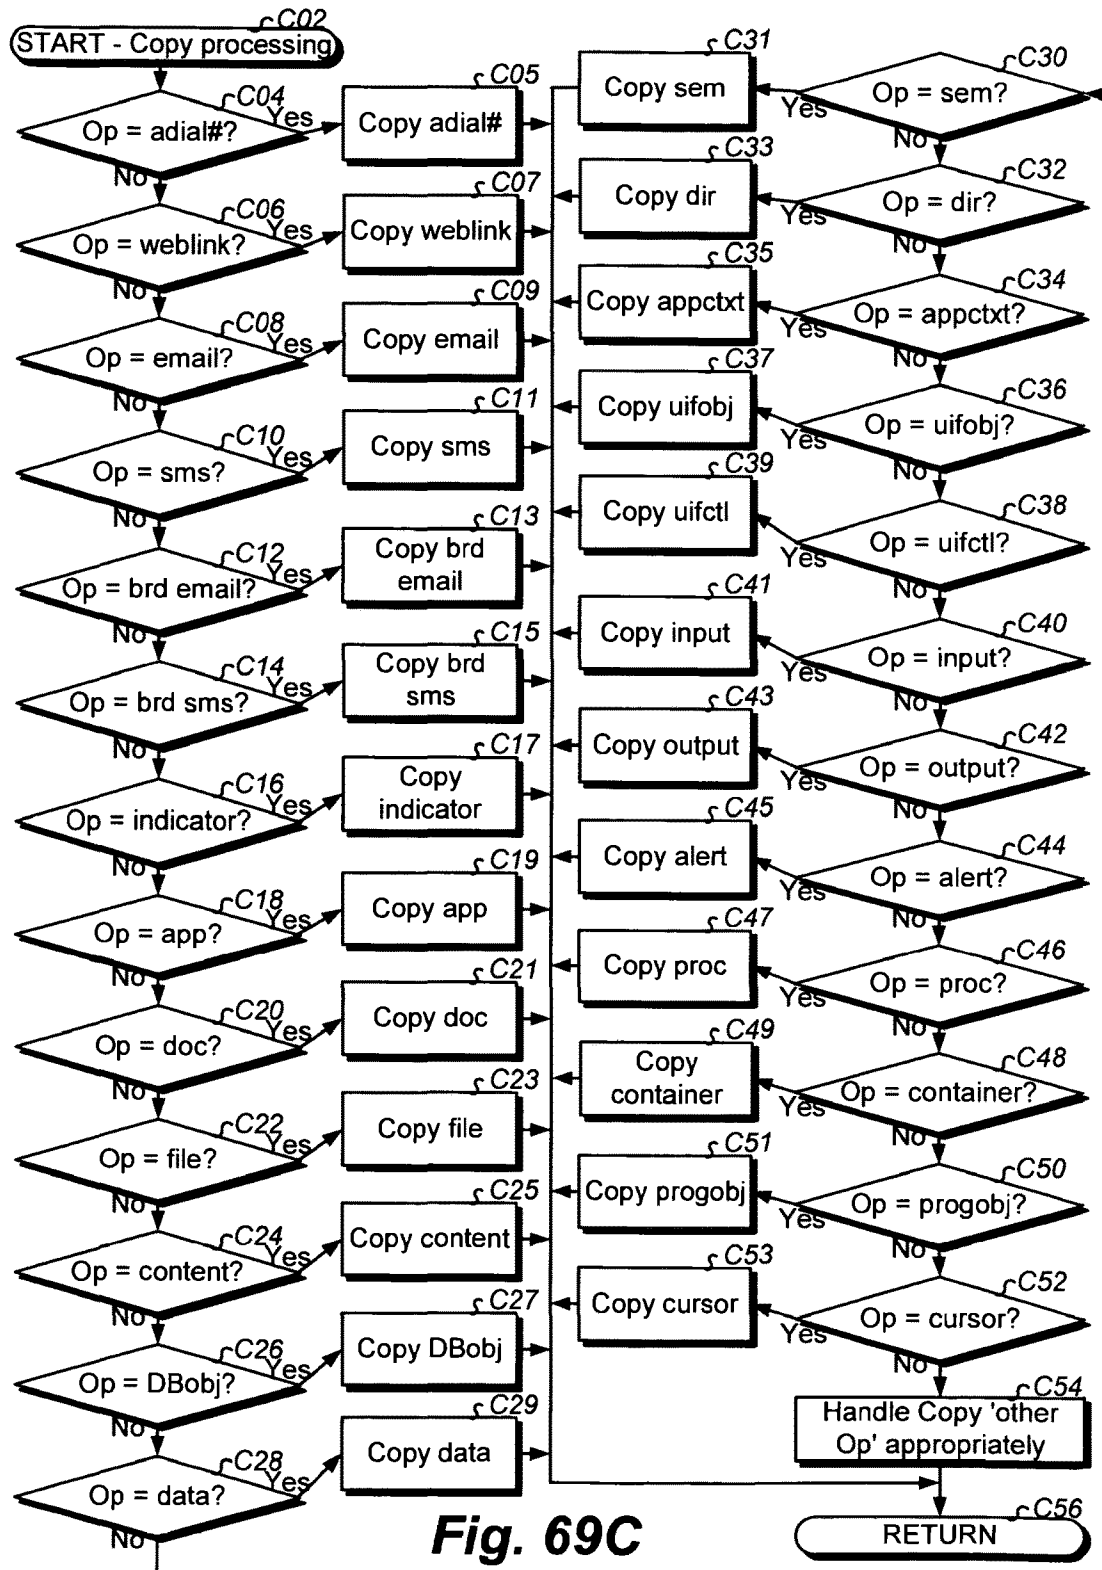 C02
START - Copy processing
C04
Op = adial#?
Yes
No
C05
Copy adial#
C06
Op = weblink?
Yes
No
C07
Copy weblink
C08
Op = email?
Yes
No
C09
Copy email
C10
Op = sms?
Yes
No
C11
Copy sms
C12
Op = brd email?
Yes
No
C13
Copy brd
email
C14
Op = brd sms?
Yes
No
C15
Copy brd
sms
C16
Op = indicator?
Yes
No
C17
Copy
indicator
C18
Op = app?
Yes
No
C19
Copy app
C20
Op = doc?
Yes
No
C21
Copy doc
C22
Op = file?
Yes
No
C23
Copy file
C24
Op = content?
Yes
No
C25
Copy content
C26
Op = DBobj?
Yes
No
C27
Copy DBobj
C28
Op = data?
Yes
No
C29
Copy data
C30
Op = sem?
Yes
No
C31
Copy sem
C32
Op = dir?
Yes
No
C33
Copy dir
C34
Op = appctxt?
Yes
No
C35
Copy appctxt
C36
Op = uifobj?
Yes
No
C37
Copy uifobj
C38
Op = uifctl?
Yes
No
C39
Copy uifctl
C40
Op = input?
Yes
No
C41
Copy input
C42
Op = output?
Yes
No
C43
Copy output
C44
Op = alert?
Yes
No
C45
Copy alert
C46
Op = proc?
Yes
No
C47
Copy proc
C48
Op = container?
Yes
No
C49
Copy
container
C50
Op = progobj?
Yes
No
C51
Copy progobj
C52
Op = cursor?
Yes
No
C53
Copy cursor
C54
Handle Copy 'other
Op' appropriately
C56
RETURN
Fig. 69C